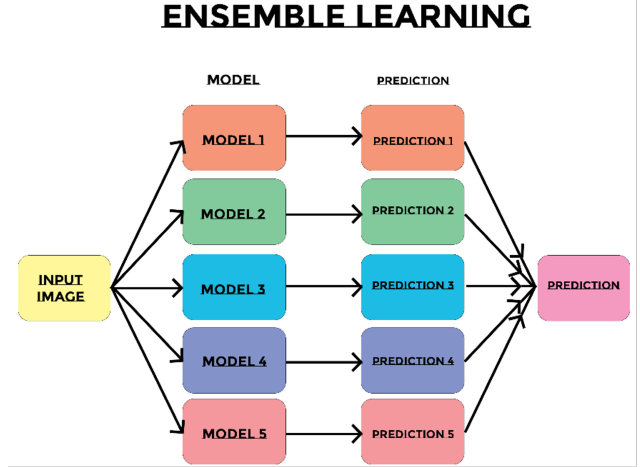 ENSEMBLE LEARNING
MODEL
PREDICTION
MODEL 1
PREDICTION 1
MODEL 2
PREDICTION 2
INPUT
IMAGE
MODEL 3
PREDICTION 3
PREDICTION
MODEL 4
PREDICTION 4
MODEL 5
PREDICTION 5